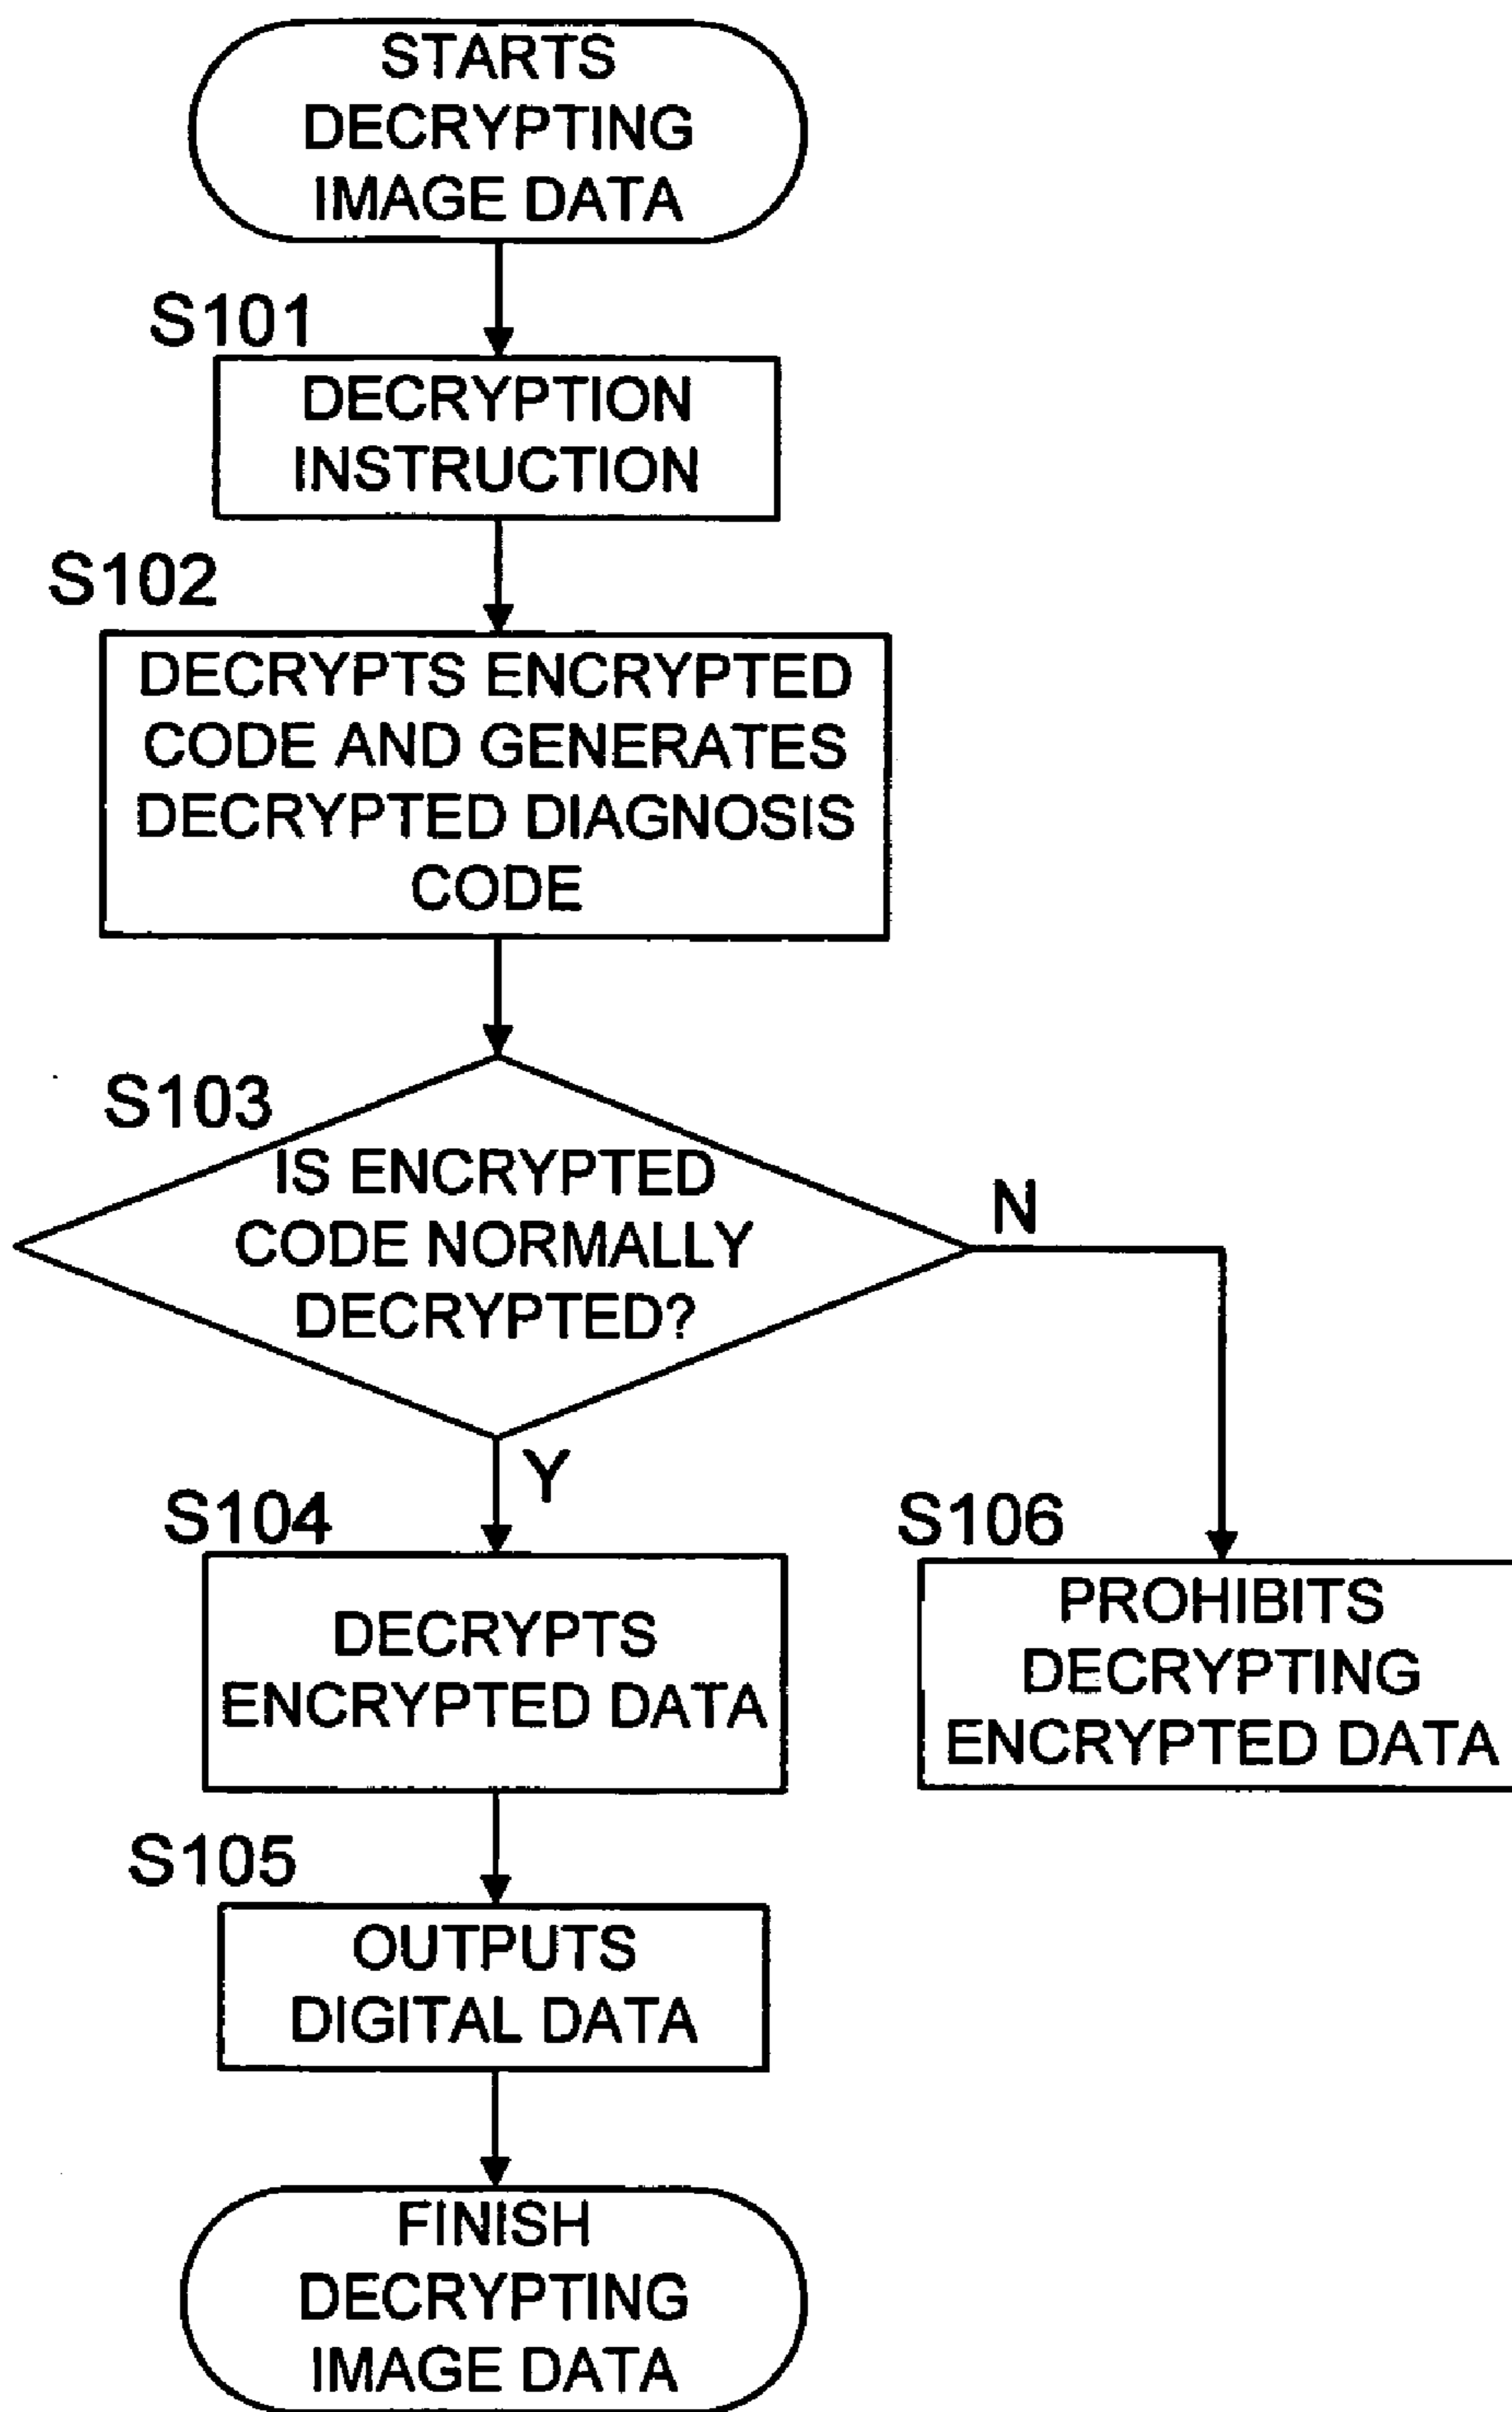 STARTS
DECRYPTING
IMAGE DATA
S101
DECRYPTION
INSTRUCTION
S102
DECRYPTS ENCRYPTED
CODE AND GENERATES
DECRYPTED DIAGNOSIS
CODE
S103
IS ENCRYPTED
CODE NORMALLY
DECRYPTED?
N
Y
S104
DECRYPTS
ENCRYPTED DATA
S106
PROHIBITS
DECRYPTING
ENCRYPTED DATA
S105
OUTPUTS
DIGITAL DATA
FINISH
DECRYPTING
IMAGE DATA